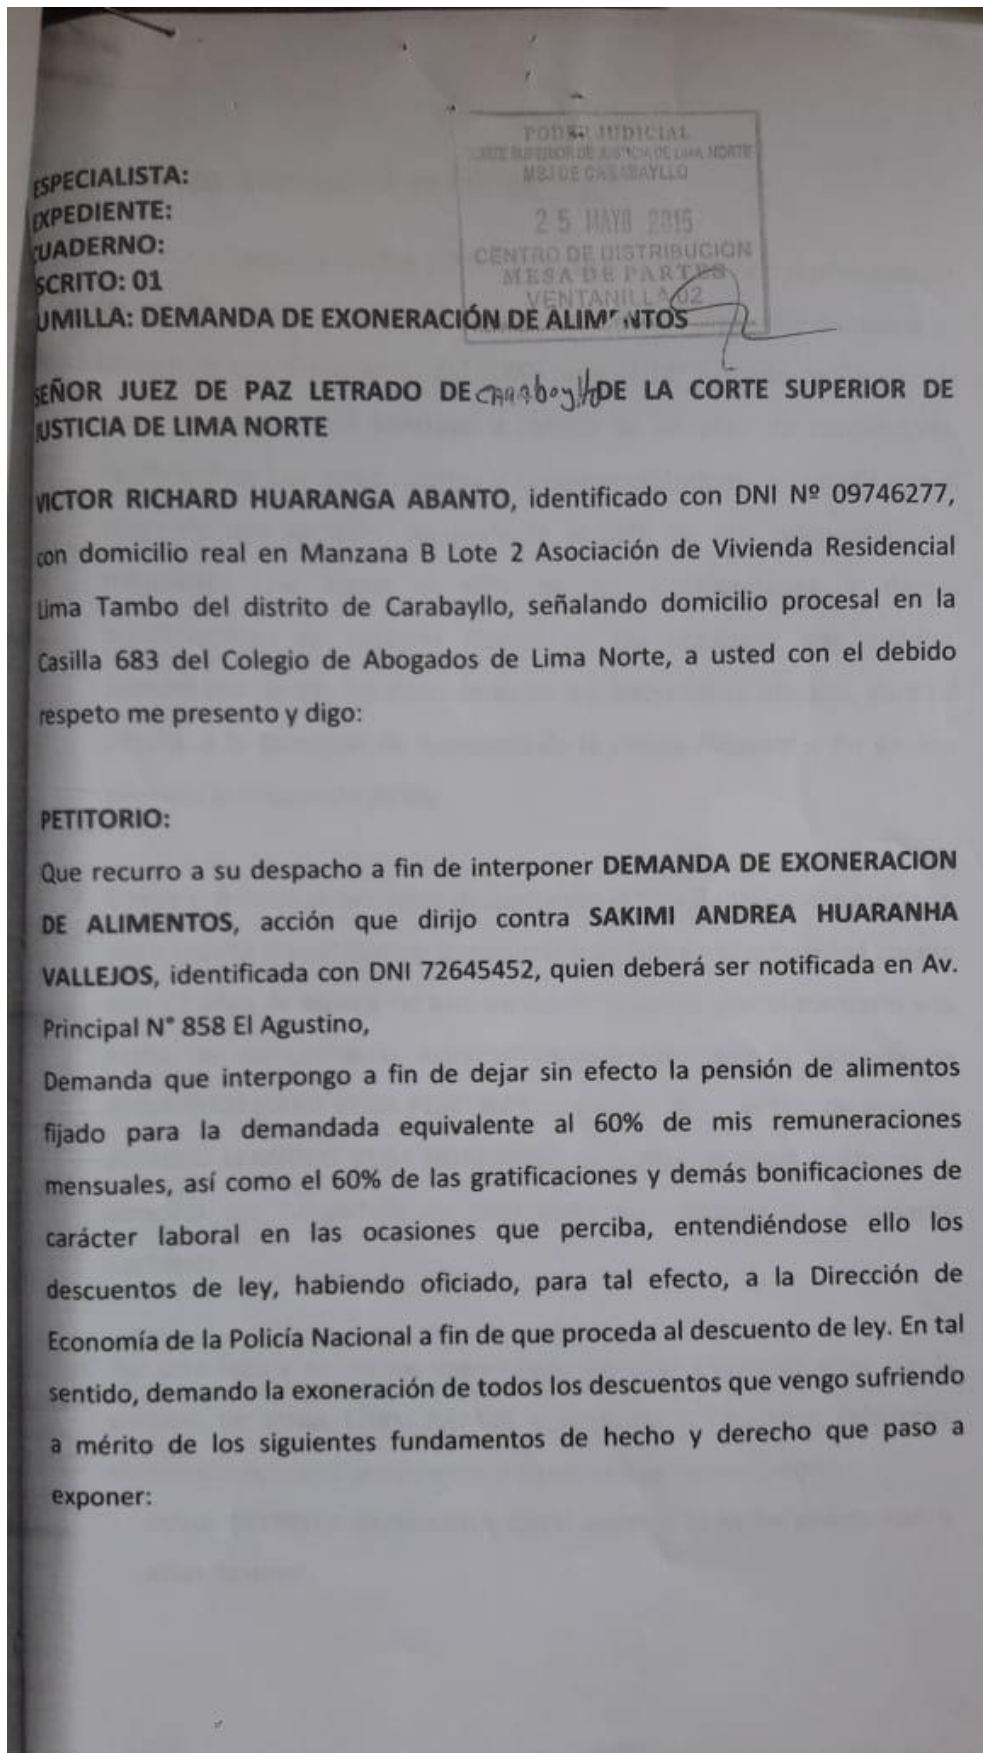 PODER JUDICIAL
CORTE SUPERIOR DE JUSTICIA DE LIMA NORTE
MBJ DE CARABAYLLO
25 MAYO 2015
CENTRO DE DISTRIBUCION
MESA DE PARTES
VENTANILLA 02
ESPECIALISTA:
EXPEDIENTE:
CUADERNO:
SCRITO: 01
UMILLA: DEMANDA DE EXONERACIÓN DE ALIMENTOS
SEÑOR JUEZ DE PAZ LETRADO DE Carabayllo DE LA CORTE SUPERIOR DE
JUSTICIA DE LIMA NORTE
VICTOR RICHARD HUARANGA ABANTO, identificado con DNI Nº 09746277,
con domicilio real en Manzana B Lote 2 Asociación de Vivienda Residencial
Lima Tambo del distrito de Carabayllo, señalando domicilio procesal en la
Casilla 683 del Colegio de Abogados de Lima Norte, a usted con el debido
respeto me presento y digo:
PETITORIO:
Que recurro a su despacho a fin de interponer DEMANDA DE EXONERACION
DE ALIMENTOS, acción que dirijo contra SAKIMI ANDREA HUARANHA
VALLEJOS, identificada con DNI 72645452, quien deberá ser notificada en Av.
Principal N° 858 El Agustino,
Demanda que interpongo a fin de dejar sin efecto la pensión de alimentos
fijado para la demandada equivalente al 60% de mis remuneraciones
mensuales, así como el 60% de las gratificaciones y demás bonificaciones de
carácter laboral en las ocasiones que perciba, entendiéndose ello los
descuentos de ley, habiendo oficiado, para tal efecto, a la Dirección de
Economía de la Policía Nacional a fin de que proceda al descuento de ley. En tal
sentido, demando la exoneración de todos los descuentos que vengo sufriendo
a mérito de los siguientes fundamentos de hecho y derecho que paso a
exponer: